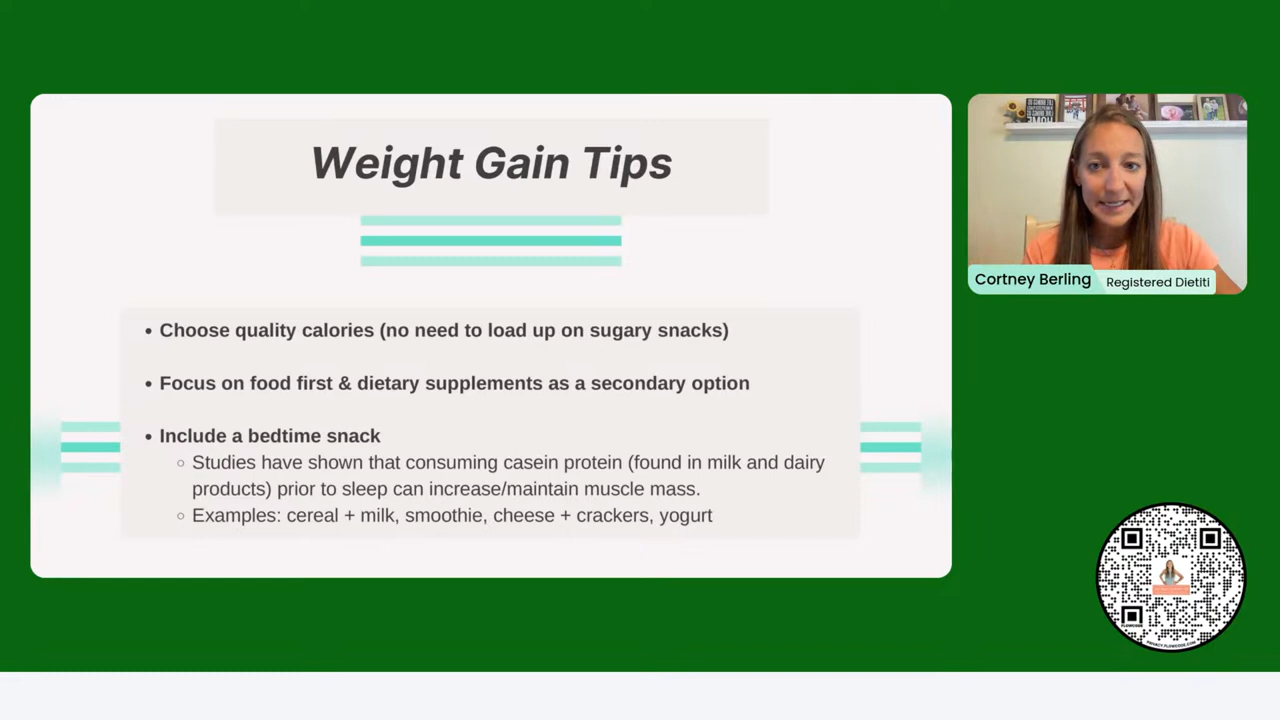 Weight Gain Tips
• Choose quality calories (no need to load up on sugary snacks)
• Focus on food first & dietary supplements as a secondary option
• Include a bedtime snack
◦ Studies have shown that consuming casein protein (found in milk and dairy
products) prior to sleep can increase/maintain muscle mass.
◦ Examples: cereal + milk, smoothie, cheese + crackers, yogurt
Cortney Berling
Registered Dietiti